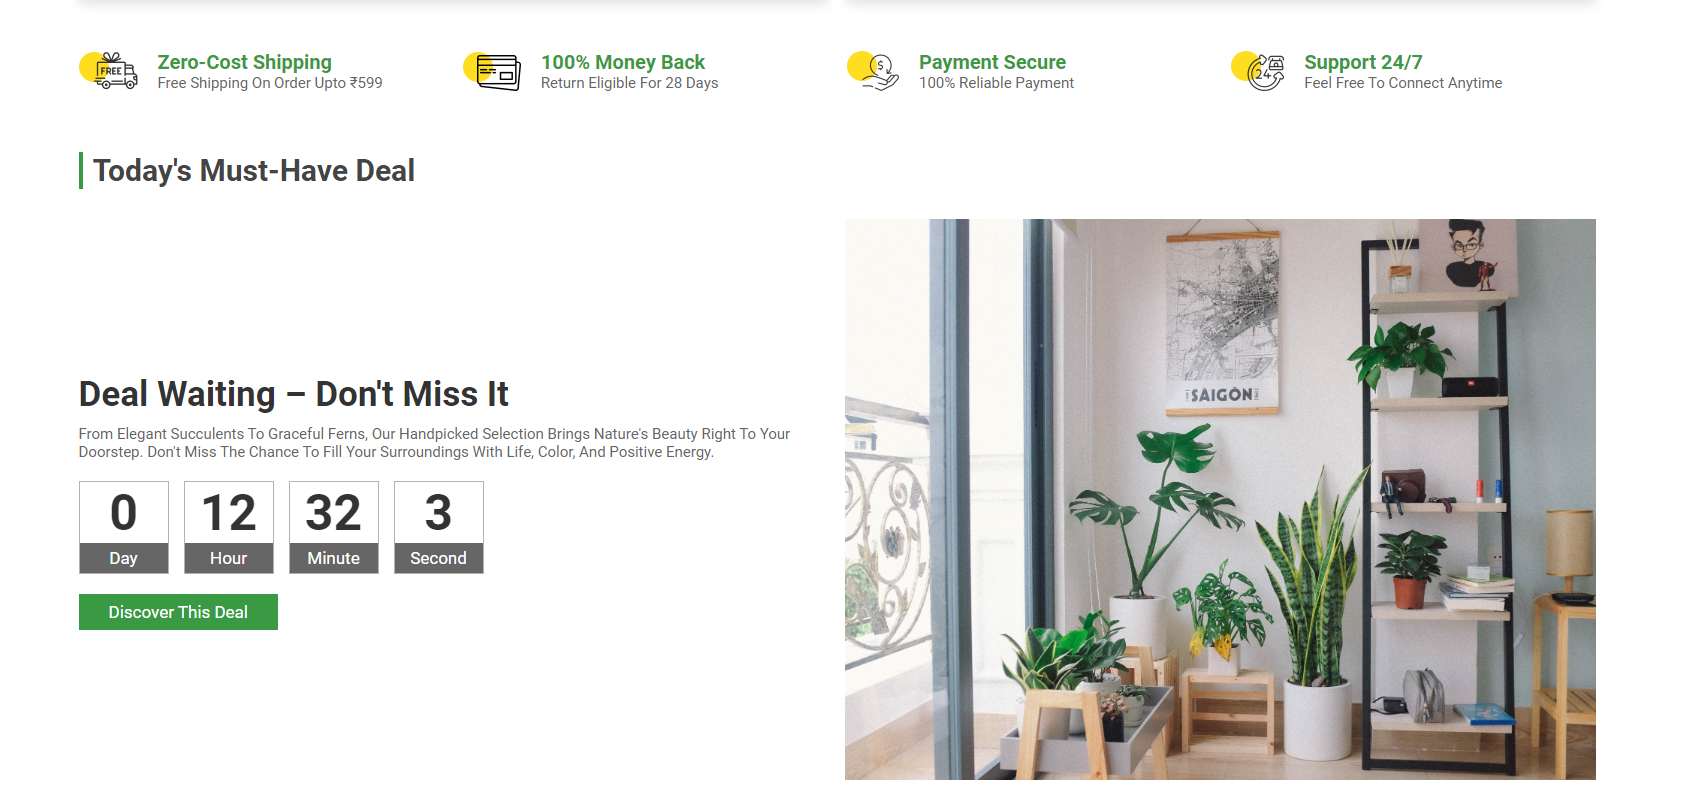 FREE
Zero-Cost Shipping
Free Shipping On Order Upto ₹599
100% Money Back
Return Eligible For 28 Days
$
Payment Secure
100% Reliable Payment
24
Support 24/7
Feel Free To Connect Anytime
Today's Must-Have Deal
Deal Waiting – Don't Miss It
From Elegant Succulents To Graceful Ferns, Our Handpicked Selection Brings Nature's Beauty Right To Your
Doorstep. Don't Miss The Chance To Fill Your Surroundings With Life, Color, And Positive Energy.
0
12
32
3
Day
Hour
Minute
Second
Discover This Deal
SÀIGÒN